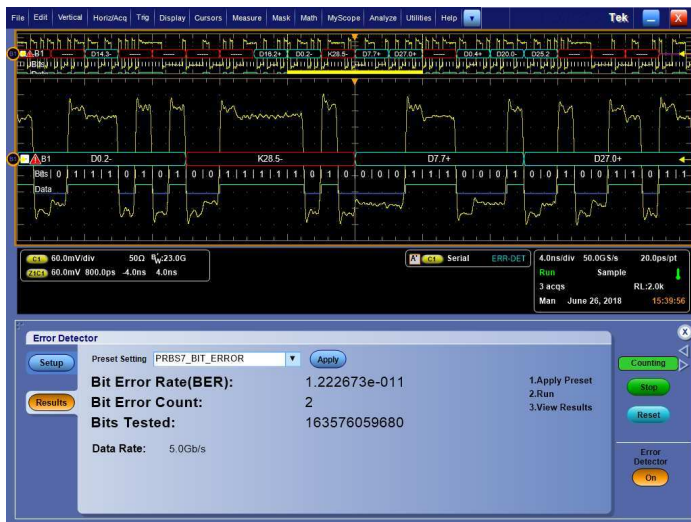 File Edit Vertical Horiz/Acq Trig Display Cursors Measure Mask Math MyScope Analyze Utilities Help Tek X
B1 D14.3- ---- ---- ---- D16.2+ D0.2- K28.5- D7.7+ D27.0+ ---- D0.4+ D20.0- D25.2 ---- ----
Bits
Data
B1 D0.2- K28.5- D7.7+ D27.0+
Bits 0 1 1 1 0 1 0 1 0 0 1 1 1 1 1 0 1 0 0 0 0 1 1 1 0 0 0 1 0 0 1 0 0 1 1 0 1 1
Data
C1 60.0mV/div 50Ω BW:23.0G
Z1C1 60.0mV 800.0ps -4.0ns 4.0ns
A' C1 Serial ERR-DET
4.0ns/div 50.0GS/s 20.0ps/pt
Run Sample
3 acqs RL:2.0k
Man June 26, 2018 15:39:56
Error Detector
X
Setup
Preset Setting PRBS7_BIT_ERROR Apply
Counting
Bit Error Rate(BER): 1.222673e-011
1.Apply Preset
2.Run
3.View Results
Stop
Results
Bit Error Count: 2
Reset
Bits Tested: 163576059680
Data Rate: 5.0Gb/s
Error
Detector
On